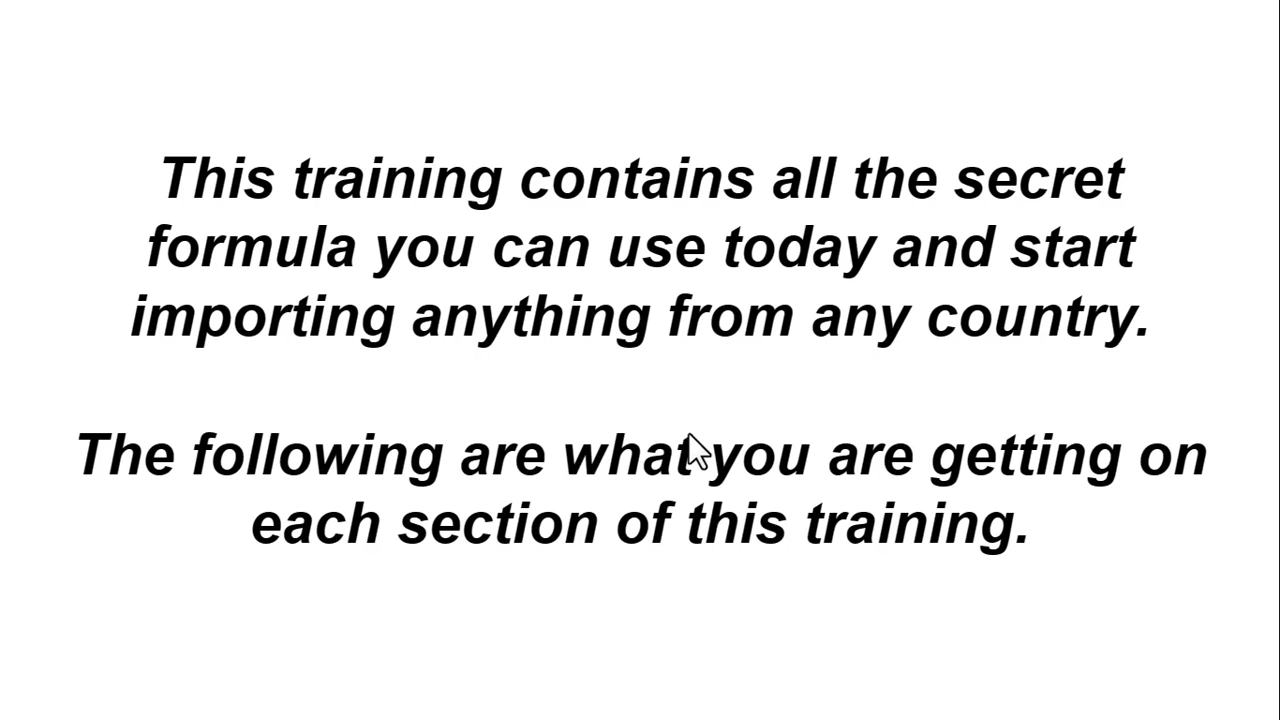 This training contains all the secret
formula you can use today and start
importing anything from any country.
The following are what you are getting on
each section of this training.